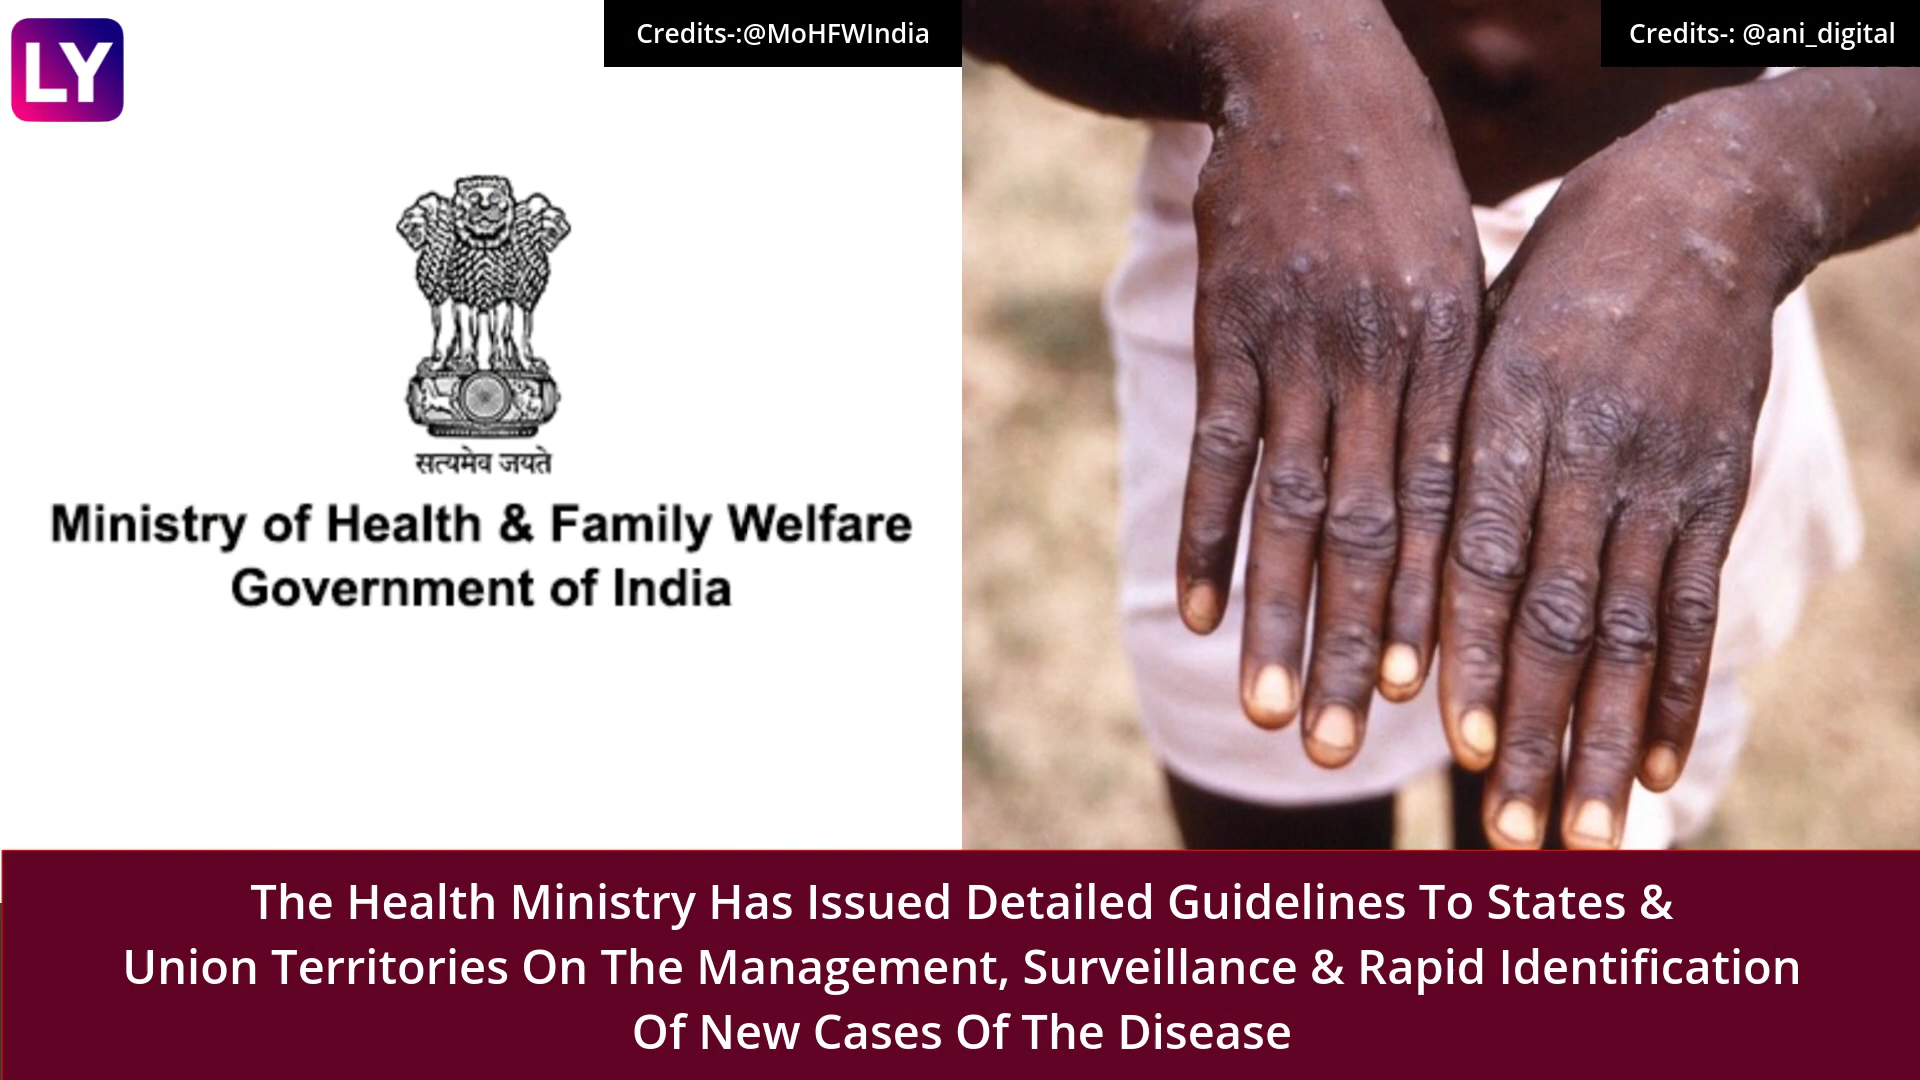 LY
Credits-:@MoHFWIndia
Credits-: @ani_digital
सत्यमेव जयते
Ministry of Health & Family Welfare
Government of India
The Health Ministry Has Issued Detailed Guidelines To States &
Union Territories On The Management, Surveillance & Rapid Identification
Of New Cases Of The Disease